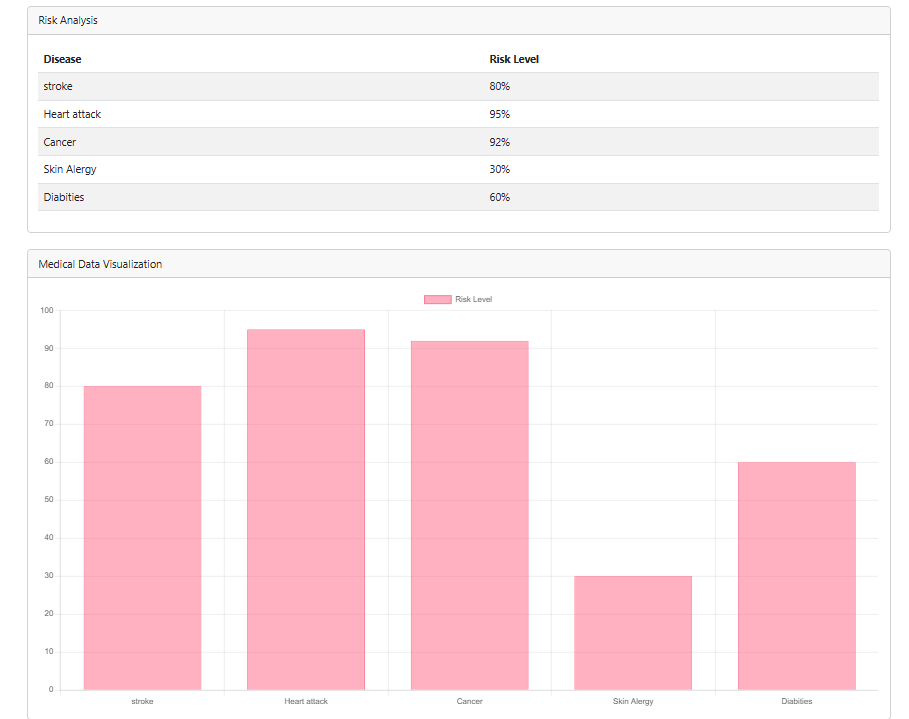 Risk Analysis
Disease Risk Level
stroke 80%
Heart attack 95%
Cancer 92%
Skin Alergy 30%
Diabities 60%
Medical Data Visualization
Risk Level
100
90
80
70
60
50
40
30
20
10
0
stroke Heart attack Cancer Skin Alergy Diabities